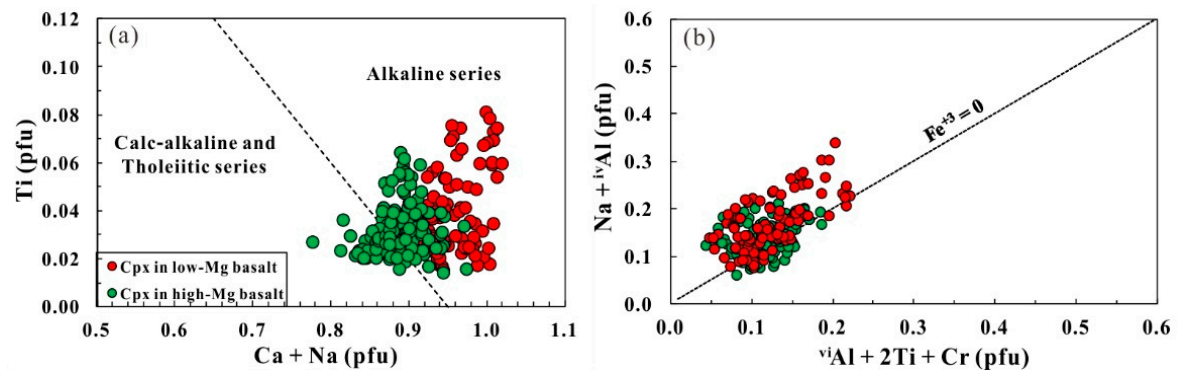 (a)
Alkaline series
Calc-alkaline and
Tholeiitic series
Cpx in low-Mg basalt
Cpx in high-Mg basalt
Ti (pfu)
0.12
0.10
0.08
0.06
0.04
0.02
0.00
0.5
0.6
0.7
0.8
0.9
1.0
1.1
Ca + Na (pfu)
(b)
Fe⁺³ = 0
Na + ⁱᵛAl (pfu)
0.6
0.5
0.4
0.3
0.2
0.1
0.0
0.0
0.1
0.2
0.3
0.4
0.5
0.6
ᵛⁱAl + 2Ti + Cr (pfu)